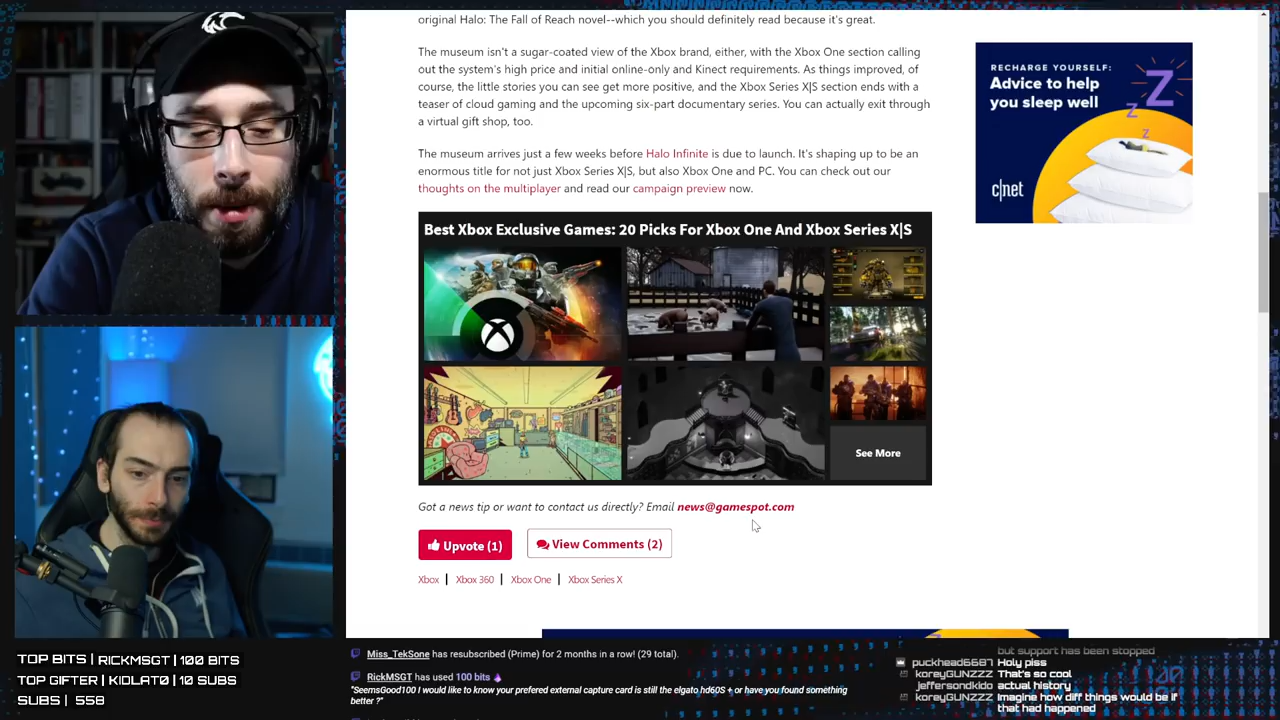 original Halo: The Fall of Reach novel--which you should definitely read because it's great.
The museum isn't a sugar-coated view of the Xbox brand, either, with the Xbox One section calling
out the system's high price and initial online-only and Kinect requirements. As things improved, of
course, the little stories you can see get more positive, and the Xbox Series X|S section ends with a
teaser of cloud gaming and the upcoming six-part documentary series. You can actually exit through
a virtual gift shop, too.
The museum arrives just a few weeks before Halo Infinite is due to launch. It's shaping up to be an
enormous title for not just Xbox Series X|S, but also Xbox One and PC. You can check out our
thoughts on the multiplayer and read our campaign preview now.
Best Xbox Exclusive Games: 20 Picks For Xbox One And Xbox Series X|S
See More
Got a news tip or want to contact us directly? Email news@gamespot.com
Upvote (1)
View Comments (2)
Xbox | Xbox 360 | Xbox One | Xbox Series X
RECHARGE YOURSELF:
Advice to help
you sleep well
Z
Z
Z
c|net
TOP BITS | RICKMSGT | 100 BITS
TOP GIFTER | KIDLAT0 | 10 SUBS
SUBS | 558
Miss_TekSone has resubscribed (Prime) for 2 months in a row! (29 total).
RickMSGT has used 100 bits
"SeemsGood100 I would like to know your prefered external capture card is still the elgato hd60S + or have you found something
better ?"
but support has been stopped
puckhead6687 Holy piss
koreyGUNZZZ That's so cool
jeffersondkido actual history
koreyGUNZZZ Imagine how diff things would be if
that had happened